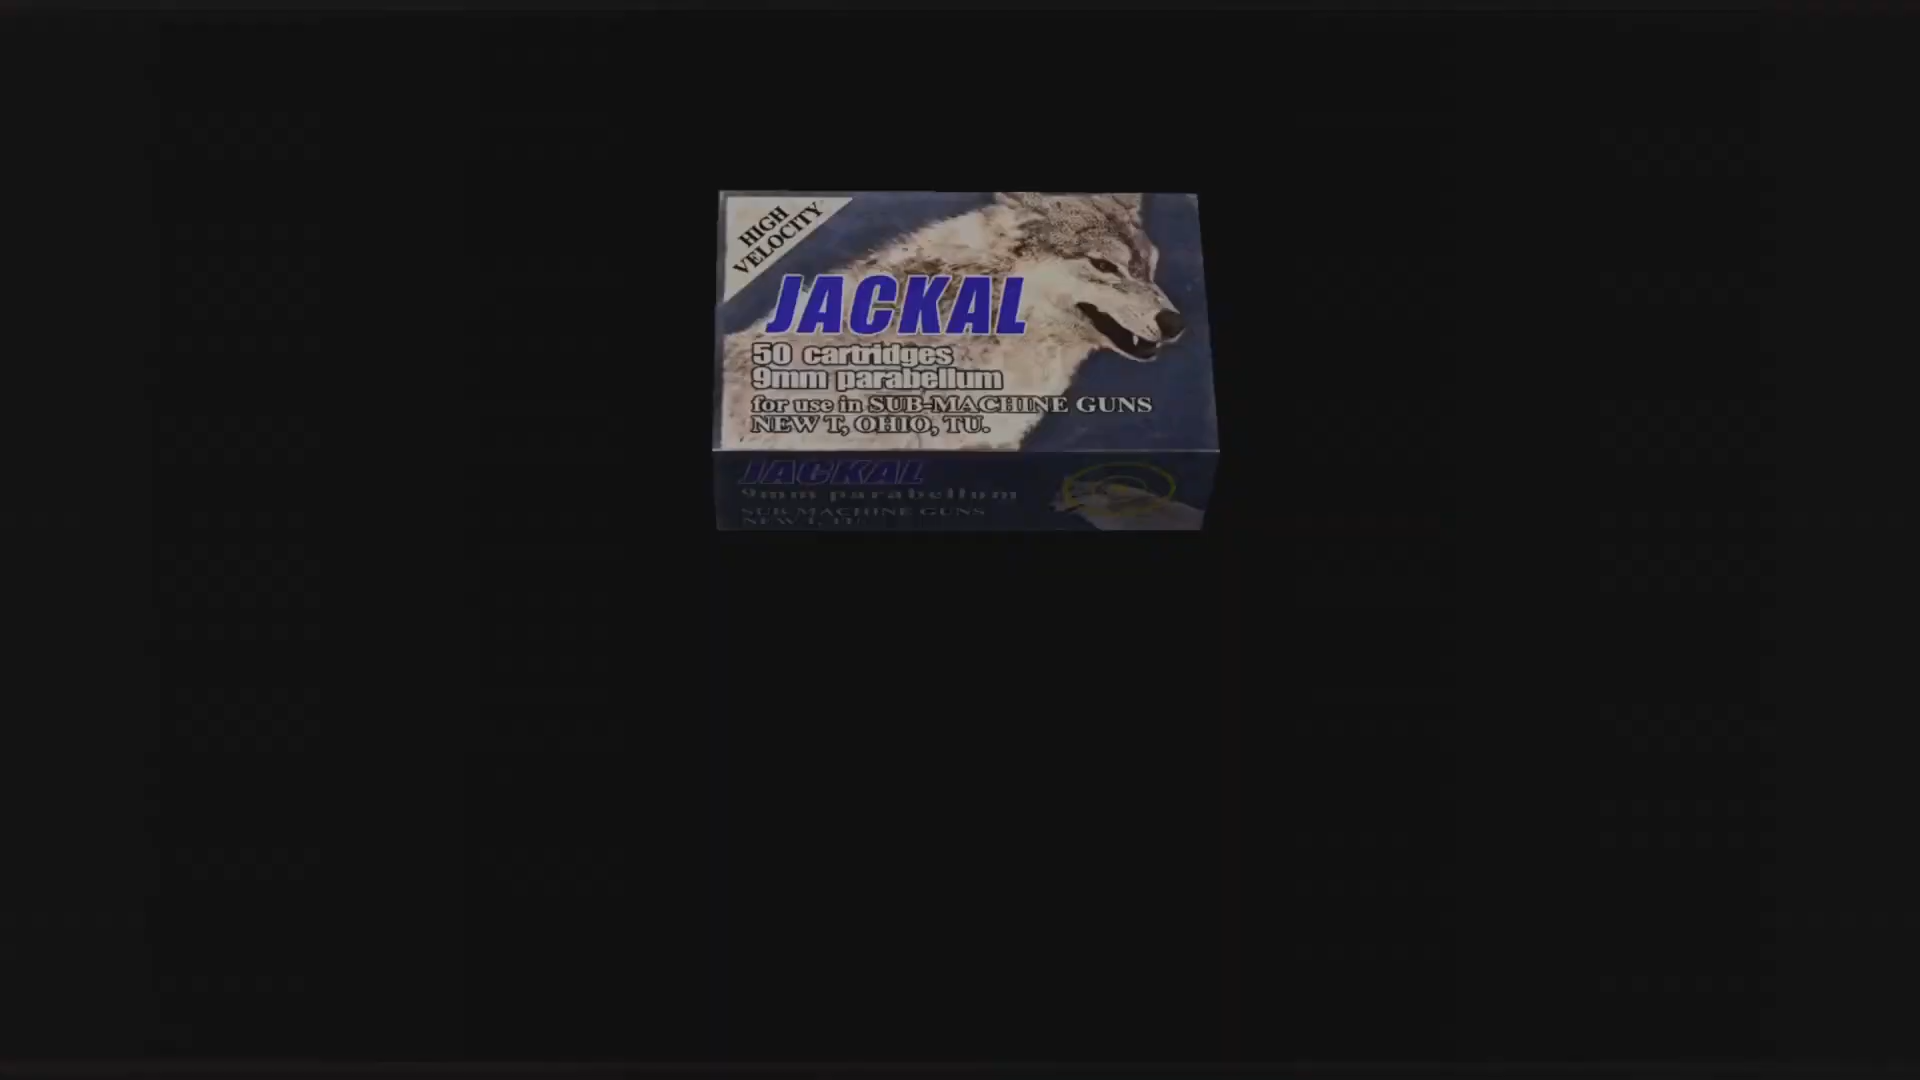 HIGH
VELOCITY
JACKAL
50 cartridges
9mm parabellum
for use in SUB-MACHINE GUNS
NEW T, OHIO, TU.
JACKAL
9mm parabellum
SUB MACHINE GUNS
NEW T,